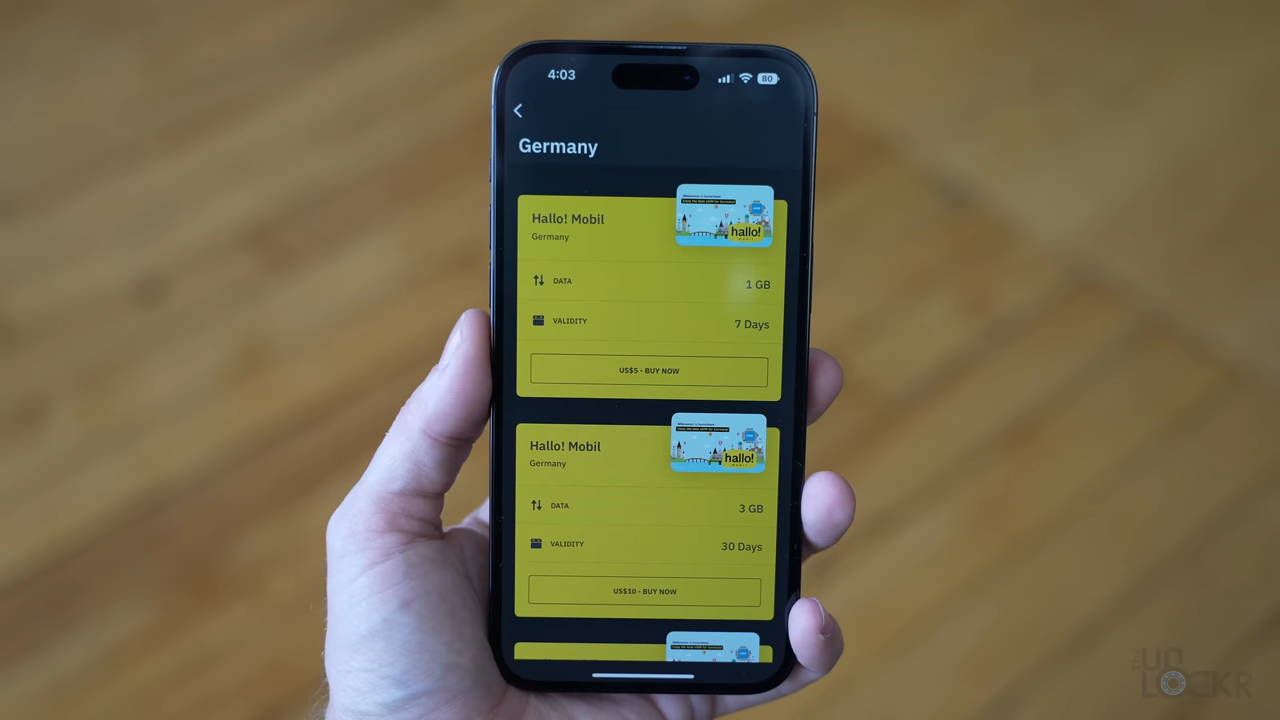 4:03
80
Germany
Hallo! Mobil
Germany
hallo!
DATA
1 GB
VALIDITY
7 Days
US$5 - BUY NOW
Hallo! Mobil
Germany
hallo!
DATA
3 GB
VALIDITY
30 Days
US$10 - BUY NOW
THE UNLOCKR